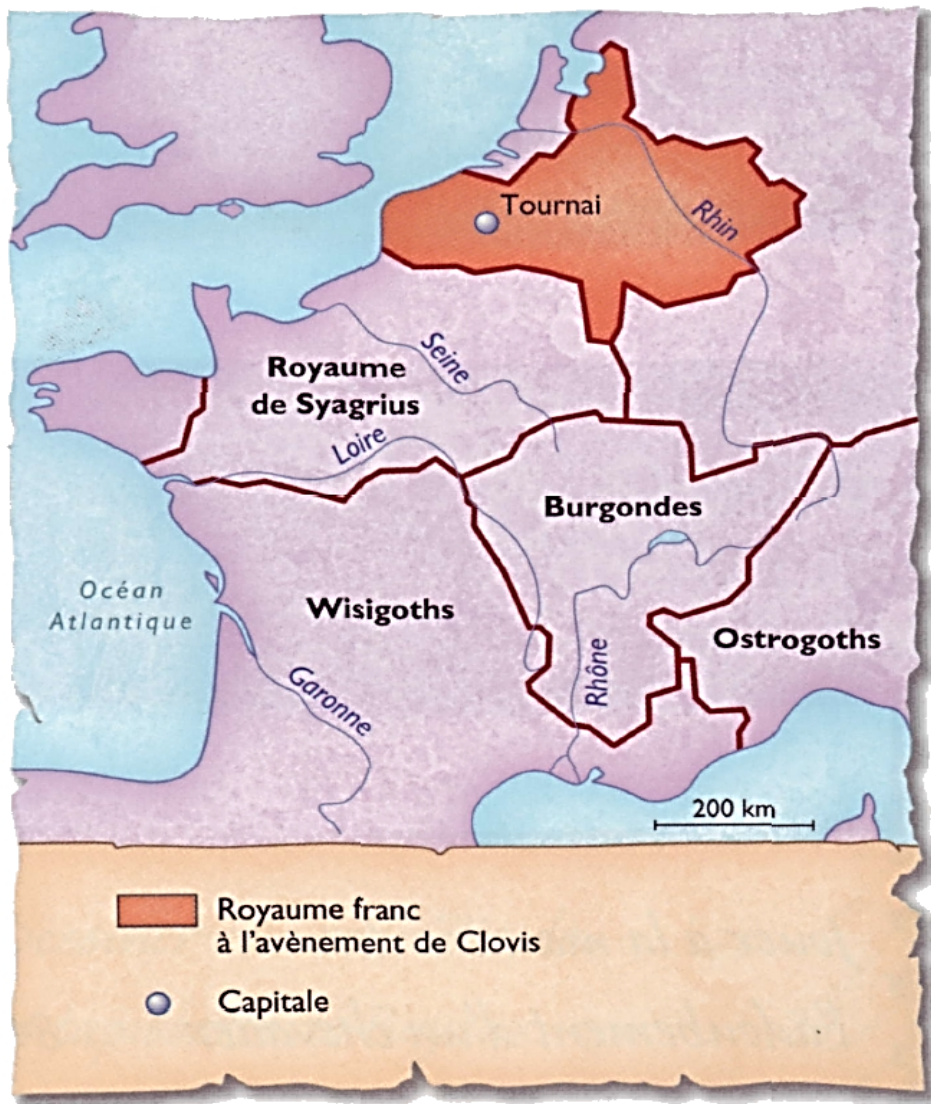 Tournai
Rhin
Seine
Royaume
de Syagrius
Loire
Burgondes
Océan
Atlantique
Wisigoths
Ostrogoths
Rhône
Garonne
200 km
Royaume franc
à l'avènement de Clovis
Capitale